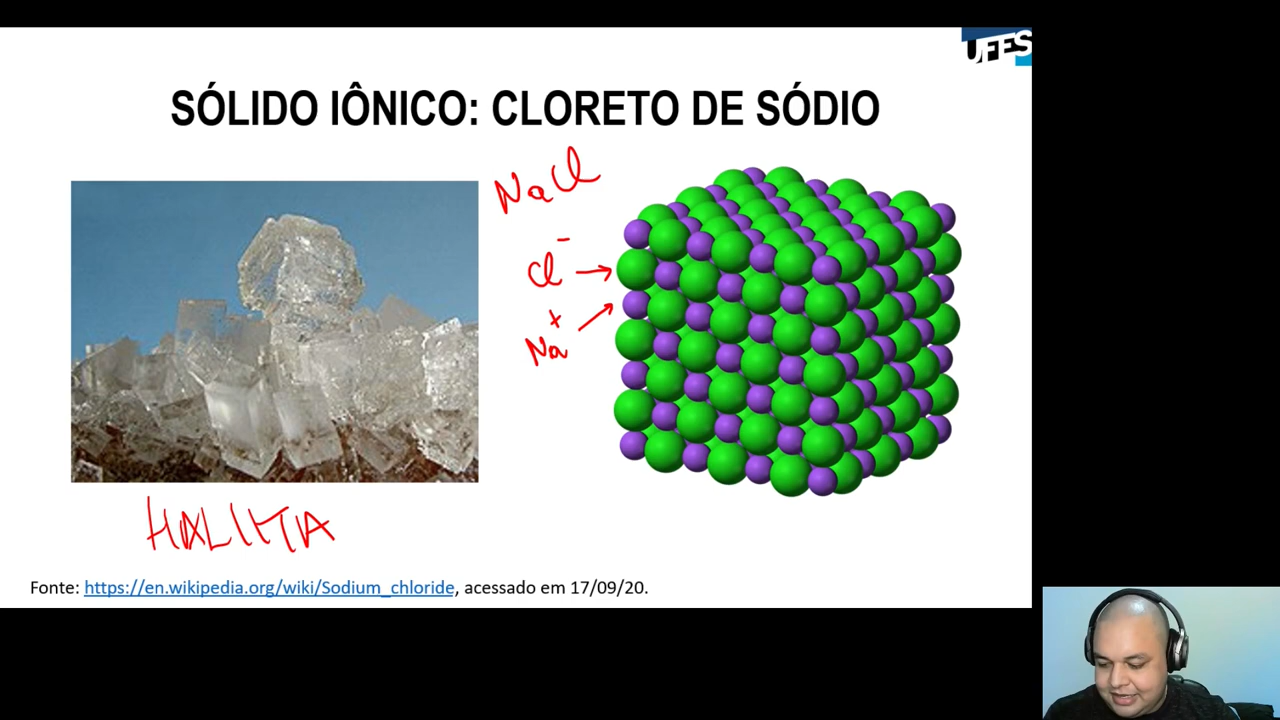 UFES
SÓLIDO IÔNICO: CLORETO DE SÓDIO
NaCl
Cl⁻
Na⁺
HALITA
Fonte: https://en.wikipedia.org/wiki/Sodium_chloride, acessado em 17/09/20.